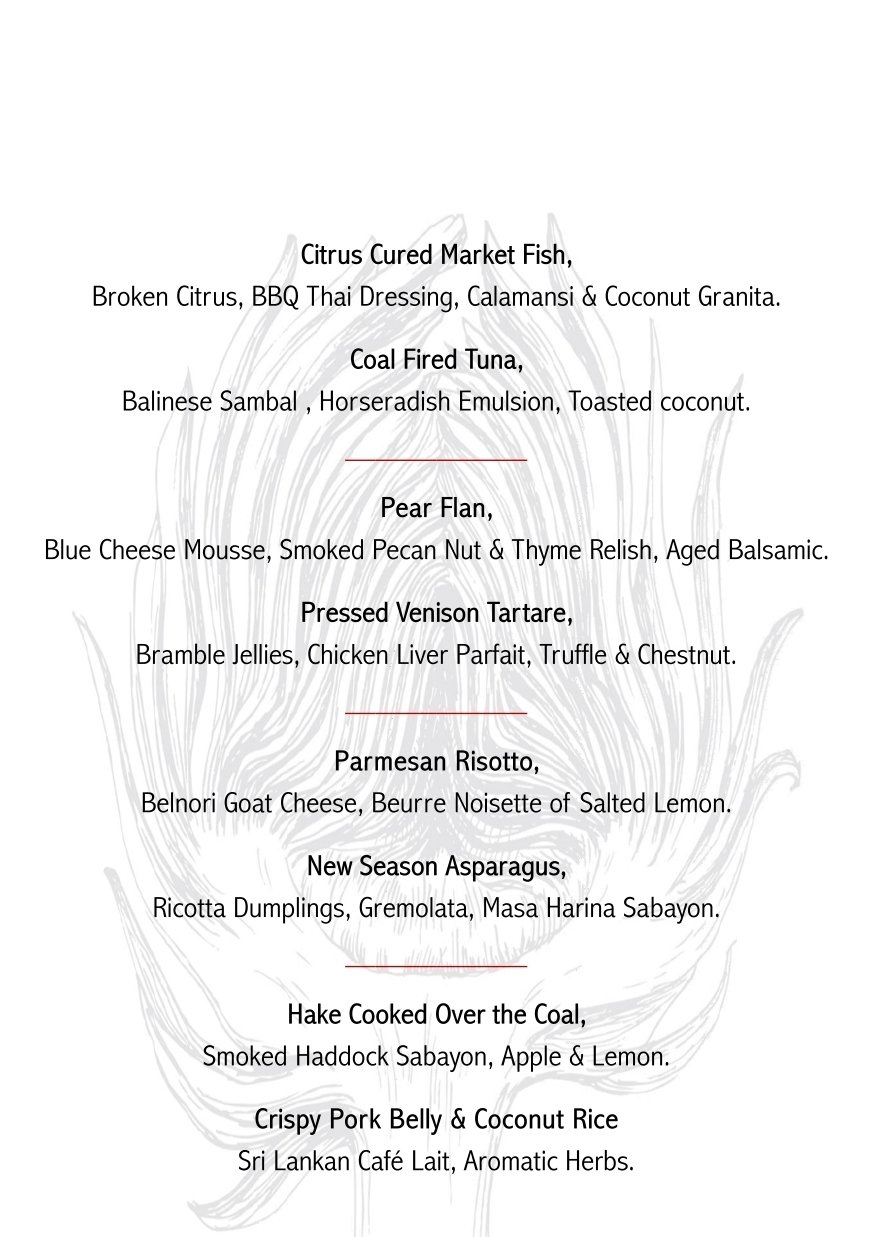 Citrus Cured Market Fish,
Broken Citrus, BBQ Thai Dressing, Calamansi & Coconut Granita.
Coal Fired Tuna,
Balinese Sambal , Horseradish Emulsion, Toasted coconut.
Pear Flan,
Blue Cheese Mousse, Smoked Pecan Nut & Thyme Relish, Aged Balsamic.
Pressed Venison Tartare,
Bramble Jellies, Chicken Liver Parfait, Truffle & Chestnut.
Parmesan Risotto,
Belnori Goat Cheese, Beurre Noisette of Salted Lemon.
New Season Asparagus,
Ricotta Dumplings, Gremolata, Masa Harina Sabayon.
Hake Cooked Over the Coal,
Smoked Haddock Sabayon, Apple & Lemon.
Crispy Pork Belly & Coconut Rice
Sri Lankan Café Lait, Aromatic Herbs.